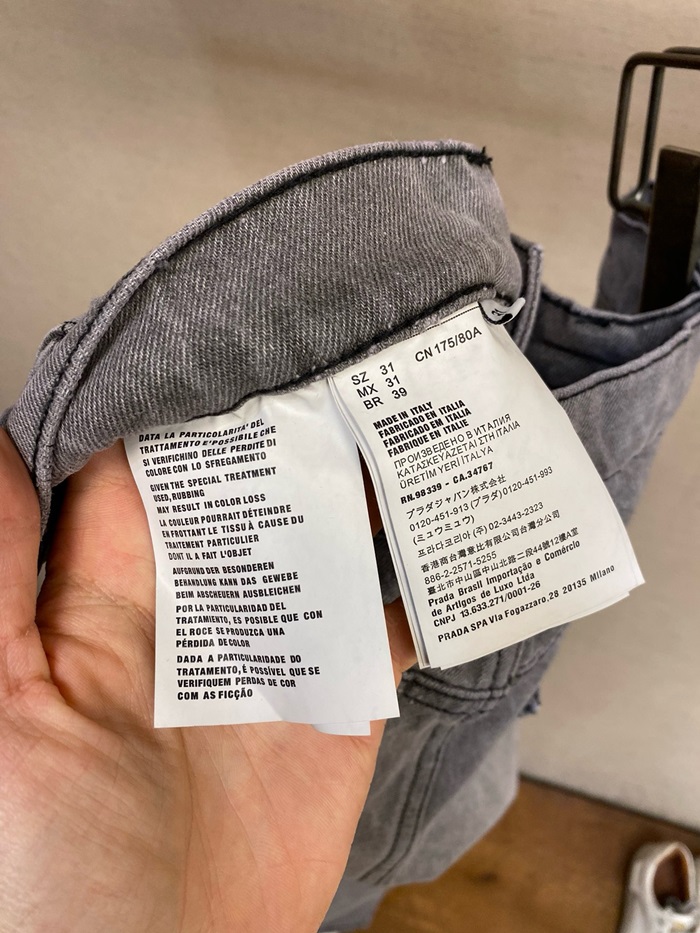 DATA LA PARTICOLARITA' DEL
TRATTAMENTO E'POSSIBILE CHE
SI VERIFICHINO DELLE PERDITE DI
COLORE CON LO SFREGAMENTO
GIVEN THE SPECIAL TREATMENT
USED, RUBBING
MAY RESULT IN COLOR LOSS
LA COULEUR POURRAIT DÉTEINDRE
EN FROTTANT LE TISSU À CAUSE DU
TRAITEMENT PARTICULIER
DONT IL A FAIT L'OBJET
AUFGRUND DER BESONDEREN
BEHANDLUNG KANN DAS GEWEBE
BEIM ABSCHEUERN AUSBLEICHEN
POR LA PARTICULARIDAD DEL
TRATAMIENTO, ES POSIBLE QUE CON
EL ROCE SE PRODUZCA UNA
PÉRDIDA DE COLOR
DADA A PARTICULARIDADE DO
TRATAMENTO, É POSSÍVEL QUE SE
VERIFIQUEM PERDAS DE COR
COM AS FICÇÃO
SZ 31 CN 175/80A
MX 31
BR 39
MADE IN ITALY
FABRICADO EN ITALIA
FABRICADO EM ITALIA
FABRIQUE EN ITALIE
ПРОИЗВЕДЕНО В ИТАЛИЯ
ΚΑΤΑΣΚΕΥΑΖΕΤΑΙ ΣΤΗ ΙΤΑΛΙΑ
ÜRETİM YERİ İTALYA
RN.98339 - CA.34767
プラダジャパン株式会社
0120-451-913 (プラダ) 0120-451-993
(ミュウミュウ)
프라다코리아 (주) 02-3443-2323
香港商台灣意比有限公司台灣分公司
886-2-2571-5255
臺北市中山區中山北路二段44號12樓A室
Prada Brasil Importação e Comércio
de Artigos de Luxo Ltda
CNPJ 13.633.271/0001-26
PRADA SPA Via Fogazzaro, 28 20135 Milano